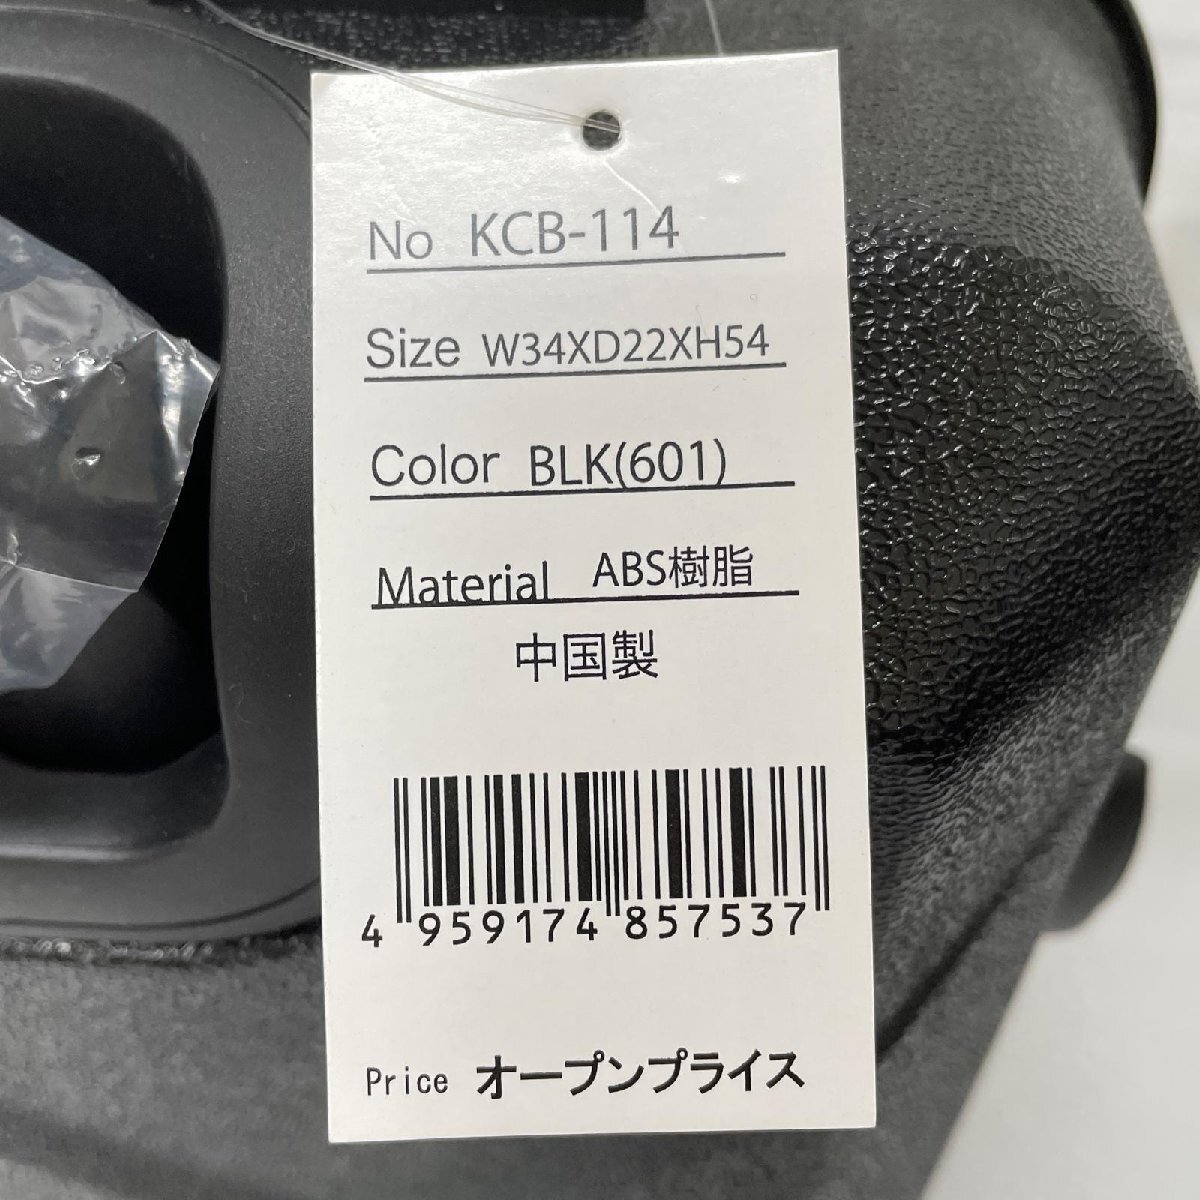 No KCB-114
Size W34XD22XH54
Color BLK(601)
Material ABS樹脂
中国製
4 959174 857537
Price オープンプライス